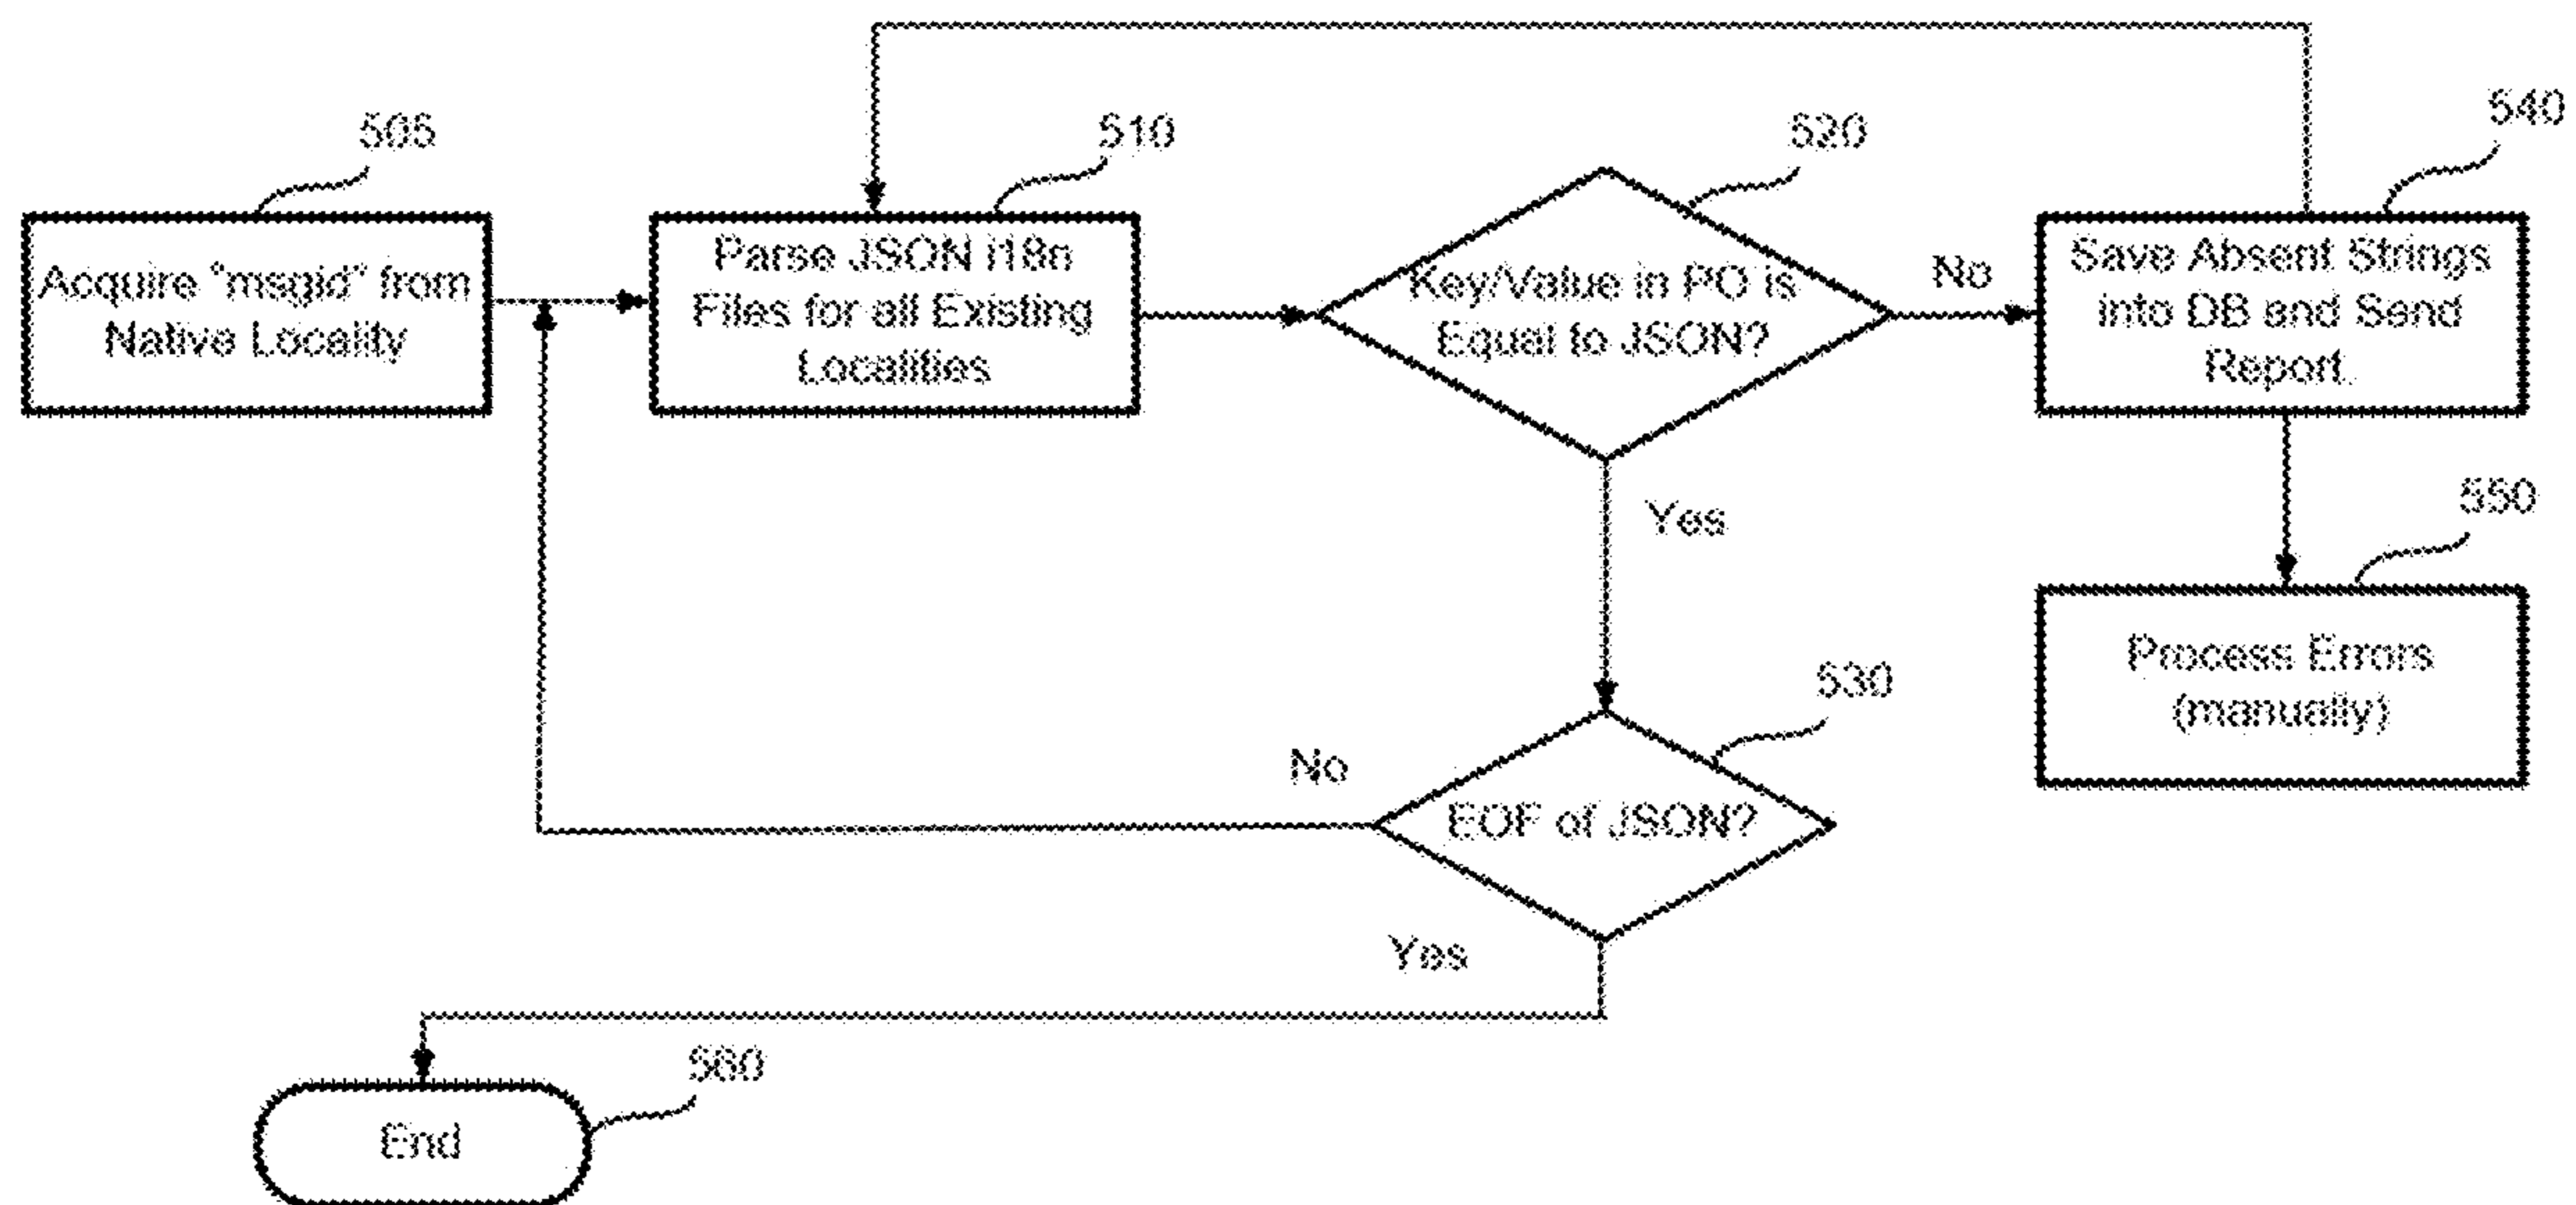 505
510
520
540
Acquire "msgid" from
Native Locality
Parse JSON i18n
Files for all Existing
Localities
Key/Value in PO is
Equal to JSON?
No
Save Absent Strings
into DB and Send
Report.
Yes
550
Process Errors
(manually)
530
No
EOF of JSON?
Yes
560
End